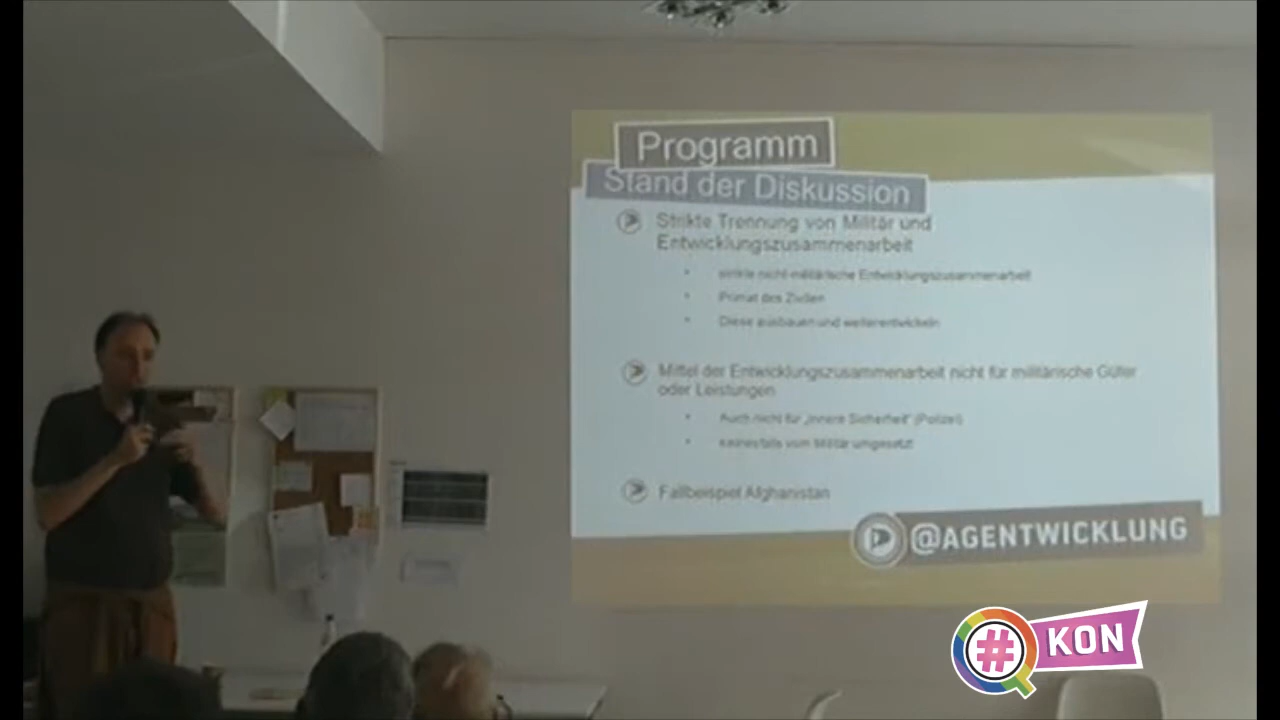 Programm
Stand der Diskussion
Strikte Trennung von Militär und
Entwicklungszusammenarbeit
strikte nicht-militärische Entwicklungszusammenarbeit
Primat des Zivilen
Diese ausbauen und weiterentwickeln
Mittel der Entwicklungszusammenarbeit nicht für militärische Güter
oder Leistungen
Auch nicht für „innere Sicherheit“ (Polizei)
keinesfalls vom Militär umgesetzt
Fallbeispiel Afghanistan
@AGENTWICKLUNG
# KON